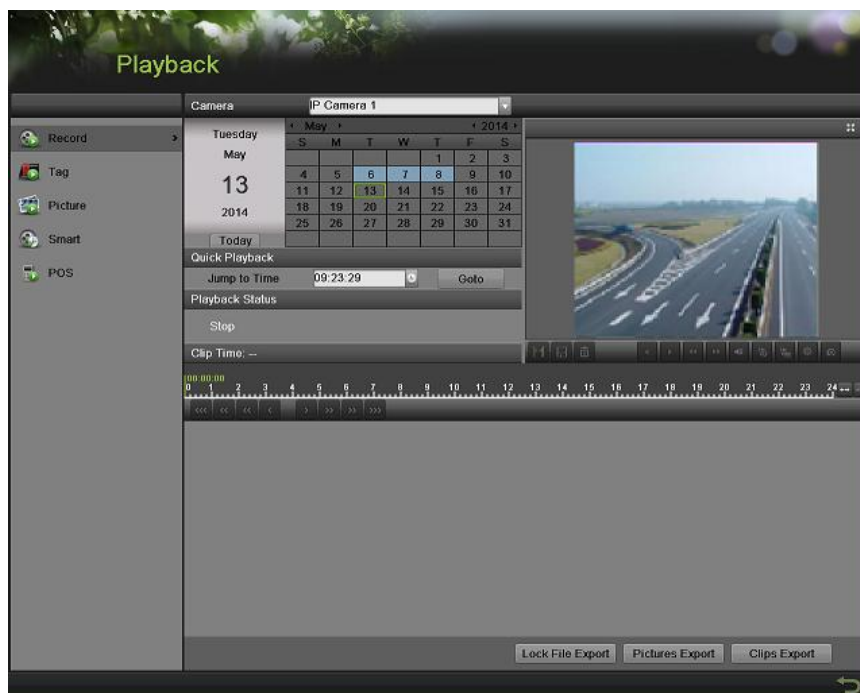 Playback
Camera IP Camera 1
Record
Tag
Picture
Smart
POS
Tuesday
May
13
2014
Today
May 2014
S M T W T F S
1 2 3
4 5 6 7 8 9 10
11 12 13 14 15 16 17
18 19 20 21 22 23 24
25 26 27 28 29 30 31
Quick Playback
Jump to Time 09:23:29 Goto
Playback Status
Stop
Clip Time: --
00:00:00
0 1 2 3 4 5 6 7 8 9 10 11 12 13 14 15 16 17 18 19 20 21 22 23 24
Lock File Export Pictures Export Clips Export